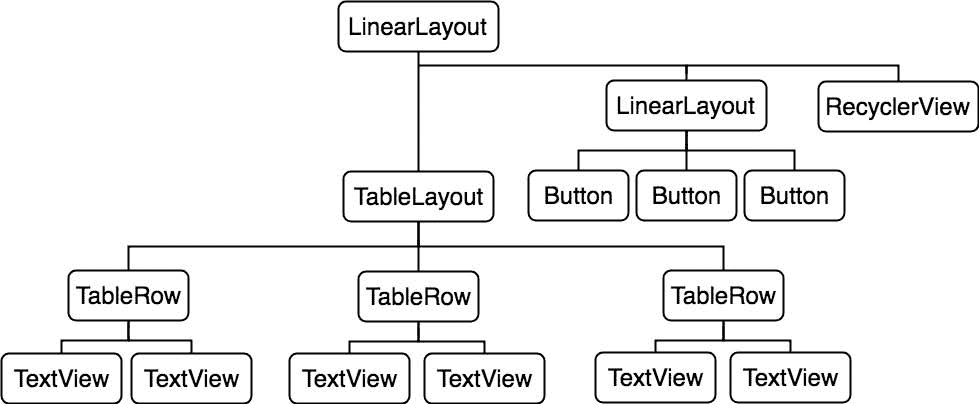 LinearLayout
LinearLayout
RecyclerView
Button
Button
Button
TableLayout
TableRow
TableRow
TableRow
TextView
TextView
TextView
TextView
TextView
TextView